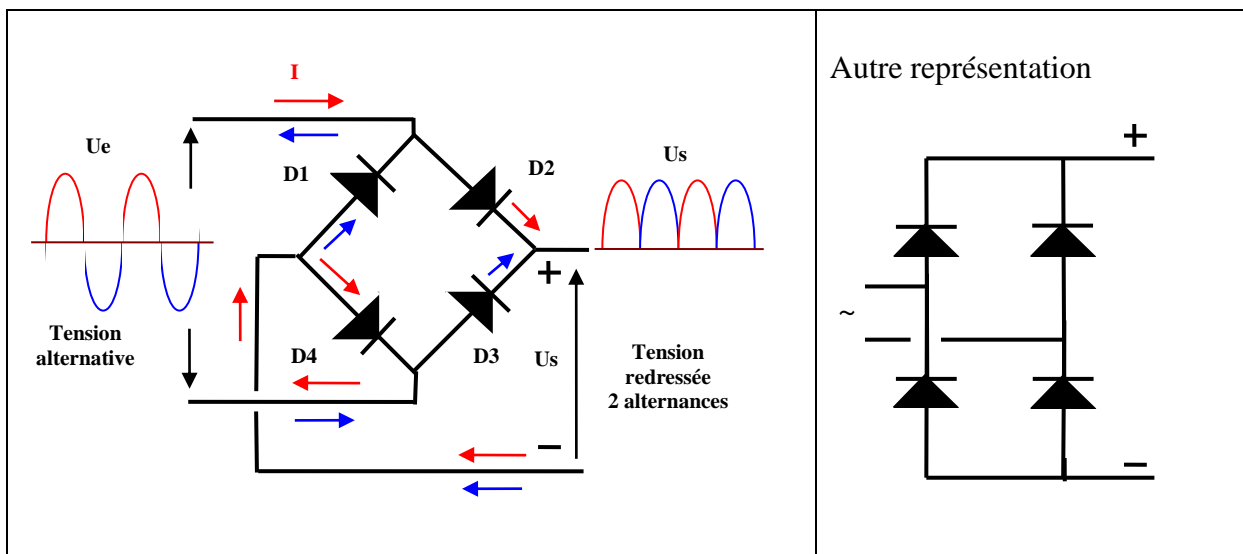 I
Ue
D1
D2
Us
+
Tension
alternative
D4
D3
Us
−
Tension
redressée
2 alternances
Autre représentation
+
~
−